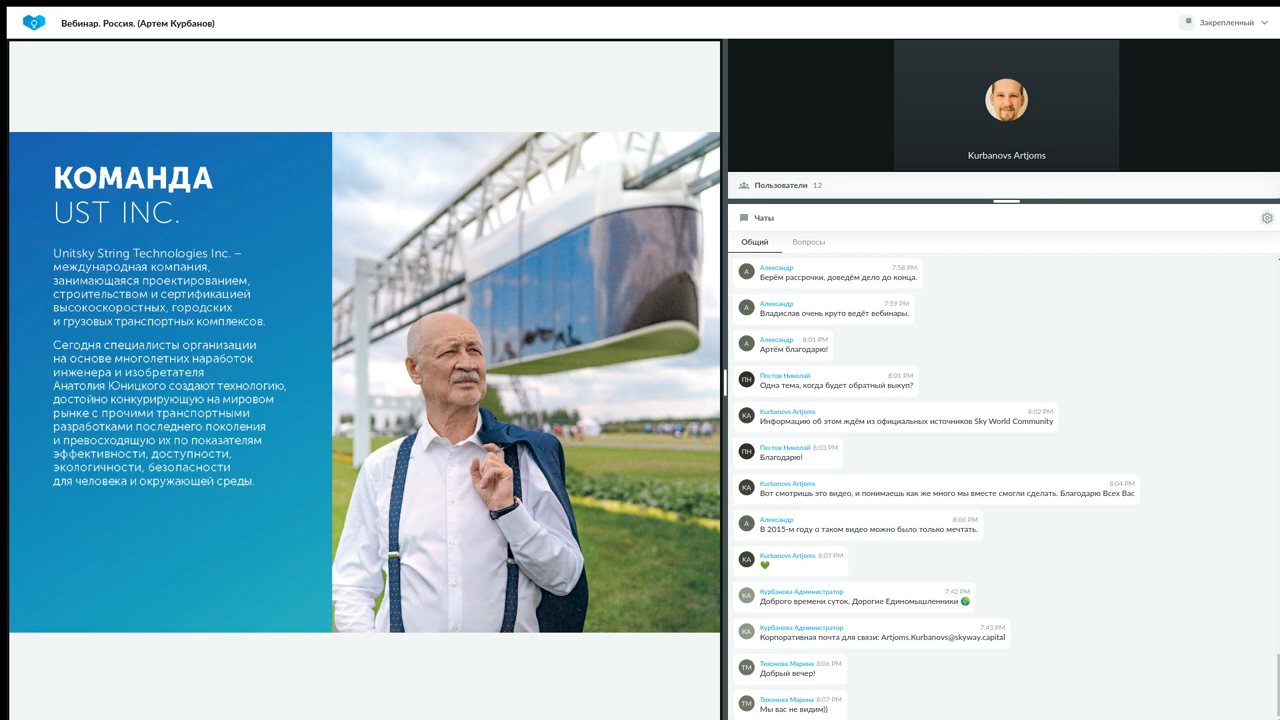 Вебинар. Россия. (Артем Курбанов)
Закрепленный
КОМАНДА
UST INC.
Unitsky String Technologies Inc. –
международная компания,
занимающаяся проектированием,
строительством и сертификацией
высокоскоростных, городских
и грузовых транспортных комплексов.
Сегодня специалисты организации
на основе многолетних наработок
инженера и изобретателя
Анатолия Юницкого создают технологию,
достойно конкурирующую на мировом
рынке с прочими транспортными
разработками последнего поколения
и превосходящую их по показателям
эффективности, доступности,
экологичности, безопасности
для человека и окружающей среды.
Kurbanovs Artjoms
Пользователи 12
Чаты
Общий Вопросы
А Александр 7:58 PM
Берём рассрочки, доведём дело до конца.
А Александр 7:59 PM
Владислав очень круто ведёт вебинары.
А Александр 8:01 PM
Артём благодарю!
ПН Пестов Николай 8:01 PM
Одна тема, когда будет обратный выкуп?
KA Kurbanovs Artjoms 8:02 PM
Информацию об этом ждём из официальных источников Sky World Community
ПН Пестов Николай 8:03 PM
Благодарю!
KA Kurbanovs Artjoms 8:04 PM
Вот смотришь это видео, и понимаешь как же много мы вместе смогли сделать. Благодарю Всех Вас
А Александр 8:06 PM
В 2015-м году о таком видео можно было только мечтать.
KA Kurbanovs Artjoms 8:07 PM
💚
КА Курбанова Администратор 7:42 PM
Доброго времени суток, Дорогие Единомышленники 🌍
КА Курбанова Администратор 7:43 PM
Корпоративная почта для связи: Artjoms.Kurbanovs@skyway.capital
ТМ Тихонова Марина 8:06 PM
Добрый вечер!
ТМ Тихонова Марина 8:07 PM
Мы вас не видим))